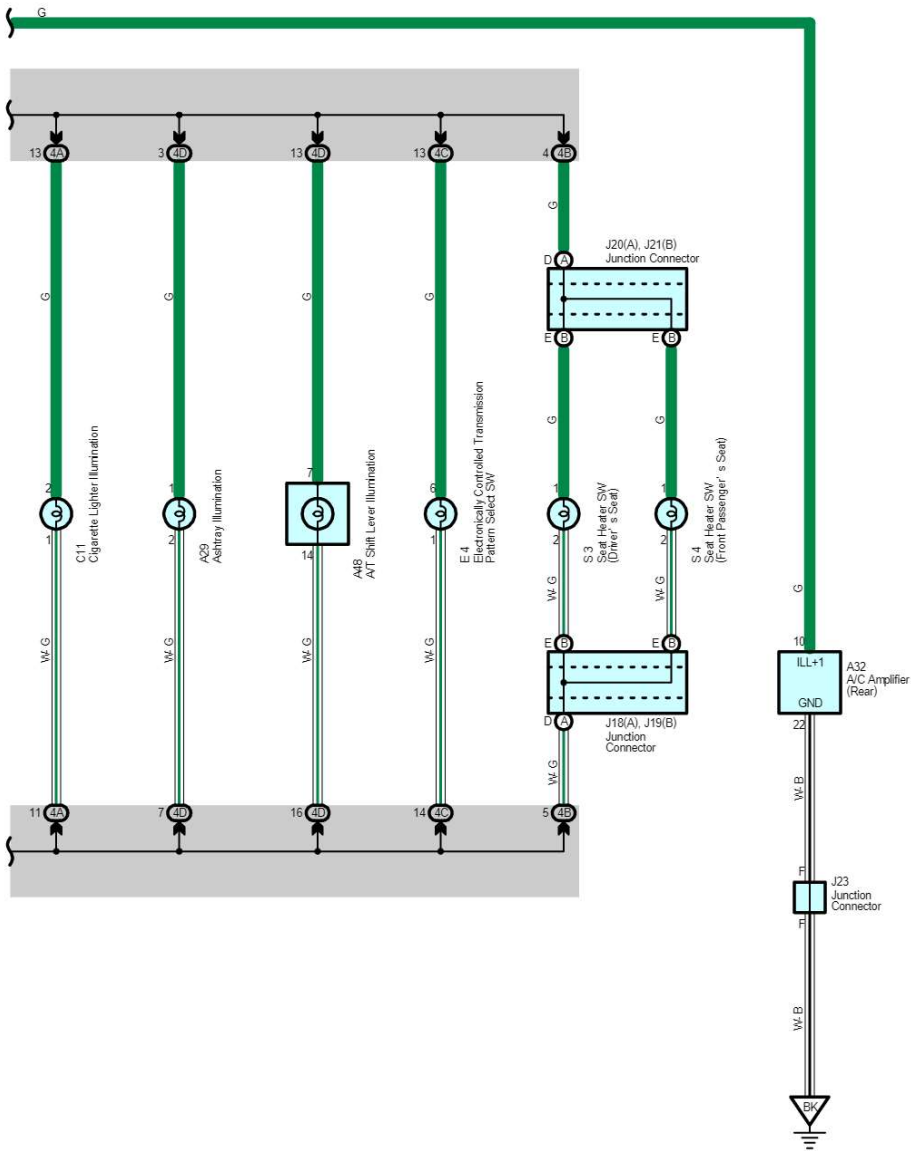 G
13 4A
3 4D
13 4D
13 4C
4 4B
G
J20(A), J21(B)
Junction Connector
D A
E B
E B
G
G
G
G
G
G
2
1
7
6
1
1
1
2
14
1
2
2
C11
Cigarette Lighter Illumination
A29
Ashtray Illumination
A48
A/T Shift Lever Illumination
E 4
Electronically Controlled Transmission
Pattern Select SW
S 3
Seat Heater SW
(Driver' s Seat)
S 4
Seat Heater SW
(Front Passenger' s Seat)
W- G
W- G
W- G
W- G
W- G
W- G
G
10
ILL+1
GND
22
A32
A/C Amplifier
(Rear)
E B
E B
D A
J18(A), J19(B)
Junction
Connector
W- G
W- B
11 4A
7 4D
16 4D
14 4C
5 4B
F
J23
Junction
Connector
F
W- B
BK